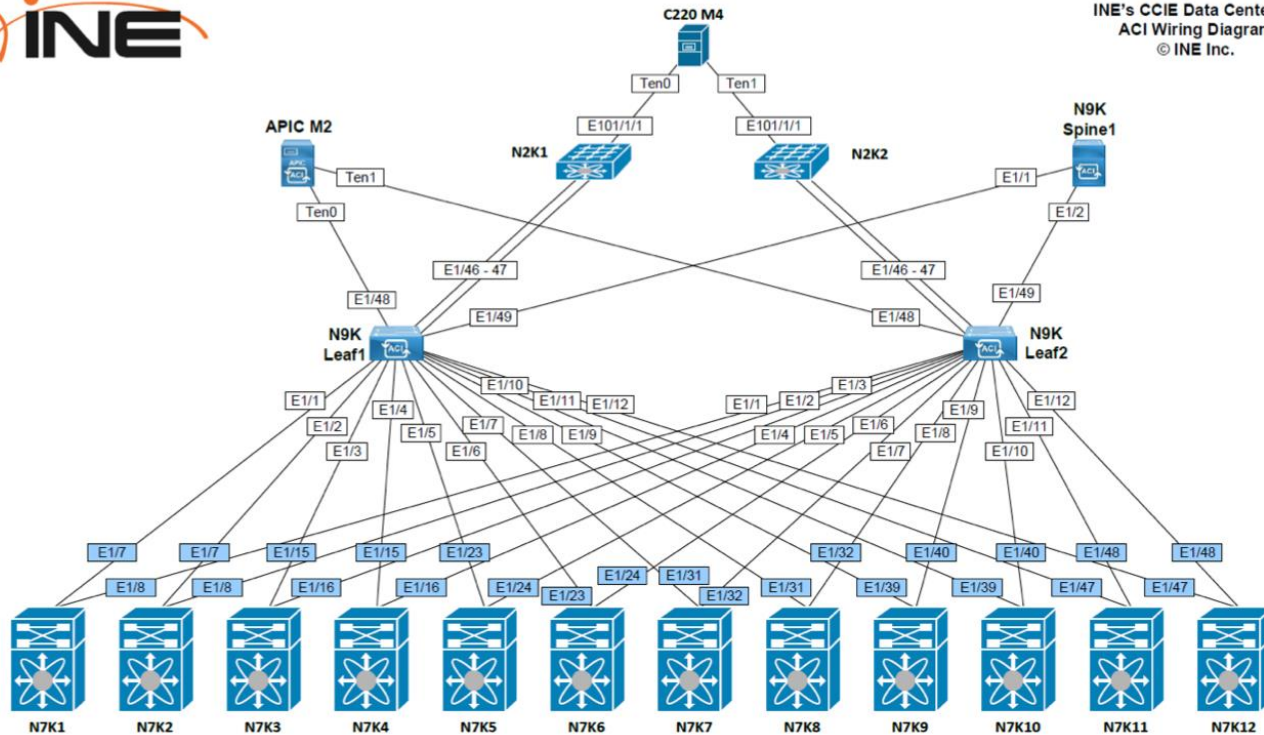 INE
C220 M4
INE's CCIE Data Cente
ACI Wiring Diagran
© INE Inc.
Ten0
Ten1
N9K
Spine1
APIC M2
E101/1/1
E101/1/1
N2K1
N2K2
APIC
ACI
ACI
Ten1
E1/1
Ten0
E1/2
E1/46 - 47
E1/46 - 47
E1/48
E1/49
E1/49
E1/48
N9K
Leaf1
ACI
ACI
N9K
Leaf2
E1/1
E1/2
E1/3
E1/4
E1/5
E1/6
E1/7
E1/8
E1/9
E1/10
E1/11
E1/12
E1/1
E1/2
E1/3
E1/4
E1/5
E1/6
E1/7
E1/8
E1/9
E1/10
E1/11
E1/12
E1/7
E1/7
E1/15
E1/15
E1/23
E1/32
E1/40
E1/40
E1/48
E1/48
E1/8
E1/8
E1/16
E1/16
E1/24
E1/23
E1/24
E1/31
E1/32
E1/31
E1/39
E1/39
E1/47
E1/47
N7K1
N7K2
N7K3
N7K4
N7K5
N7K6
N7K7
N7K8
N7K9
N7K10
N7K11
N7K12